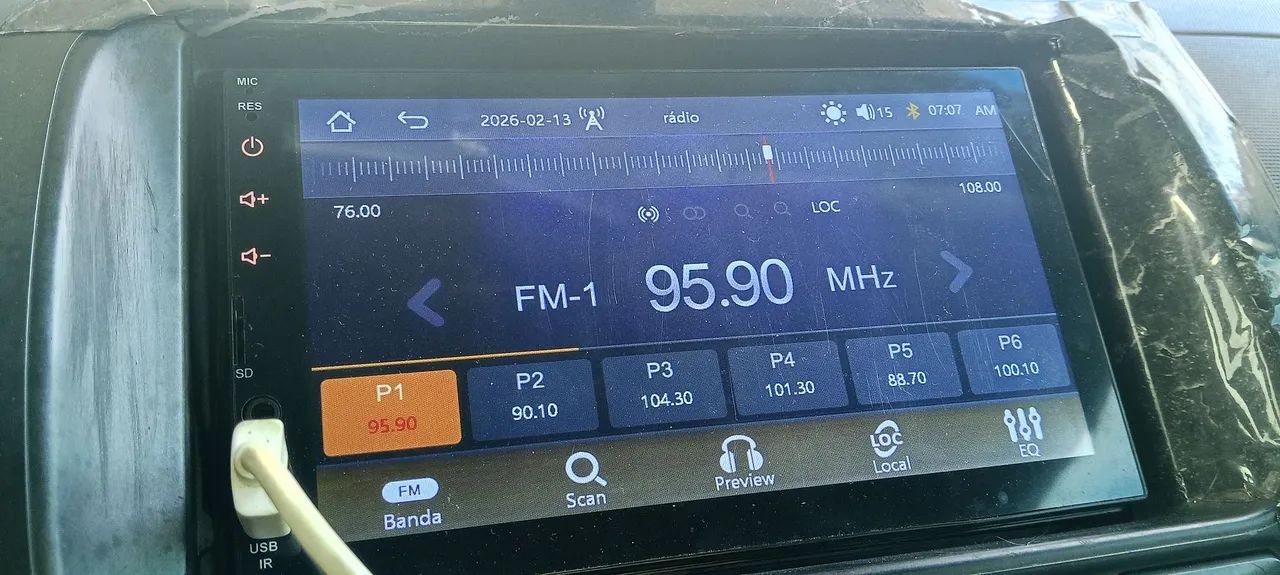 MIC
RES
SD
USB
IR
2026-02-13 rádio 15 07:07 AM
76.00 108.00
LOC
FM-1 95.90 MHz
P1 P2 P3 P4 P5 P6
95.90 90.10 104.30 101.30 88.70 100.10
FM LOC
Banda Scan Preview Local EQ